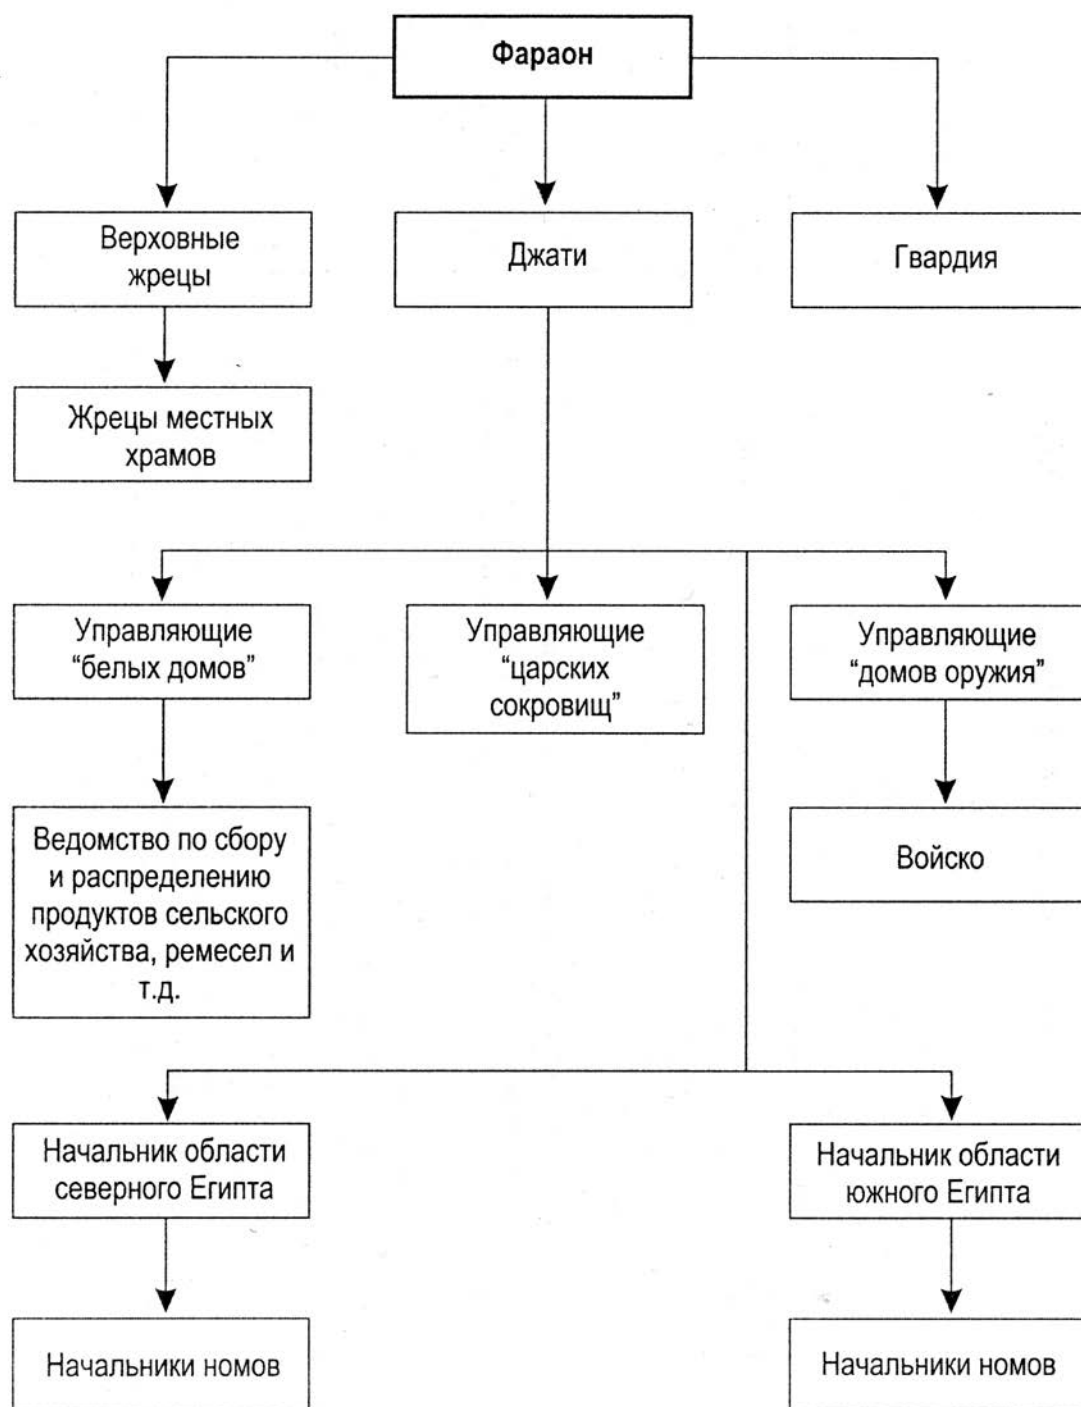 Фараон
Верховные
жрецы
Джати
Гвардия
Жрецы местных
храмов
Управляющие
“белых домов”
Управляющие
“царских
сокровищ”
Управляющие
“домов оружия”
Ведомство по сбору
и распределению
продуктов сельского
хозяйства, ремесел и
т.д.
Войско
Начальник области
северного Египта
Начальник области
южного Египта
Начальники номов
Начальники номов